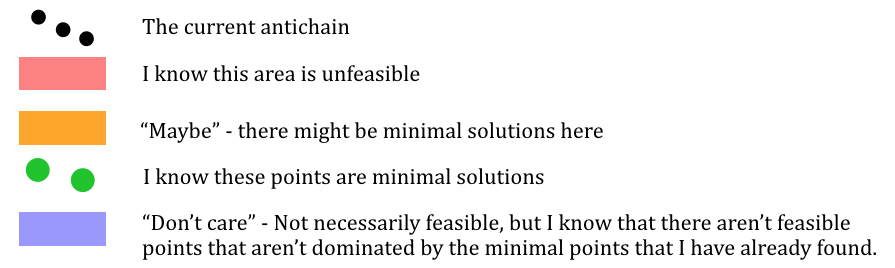 The current antichain
I know this area is unfeasible
“Maybe” - there might be minimal solutions here
I know these points are minimal solutions
“Don’t care” - Not necessarily feasible, but I know that there aren’t feasible
points that aren’t dominated by the minimal points that I have already found.